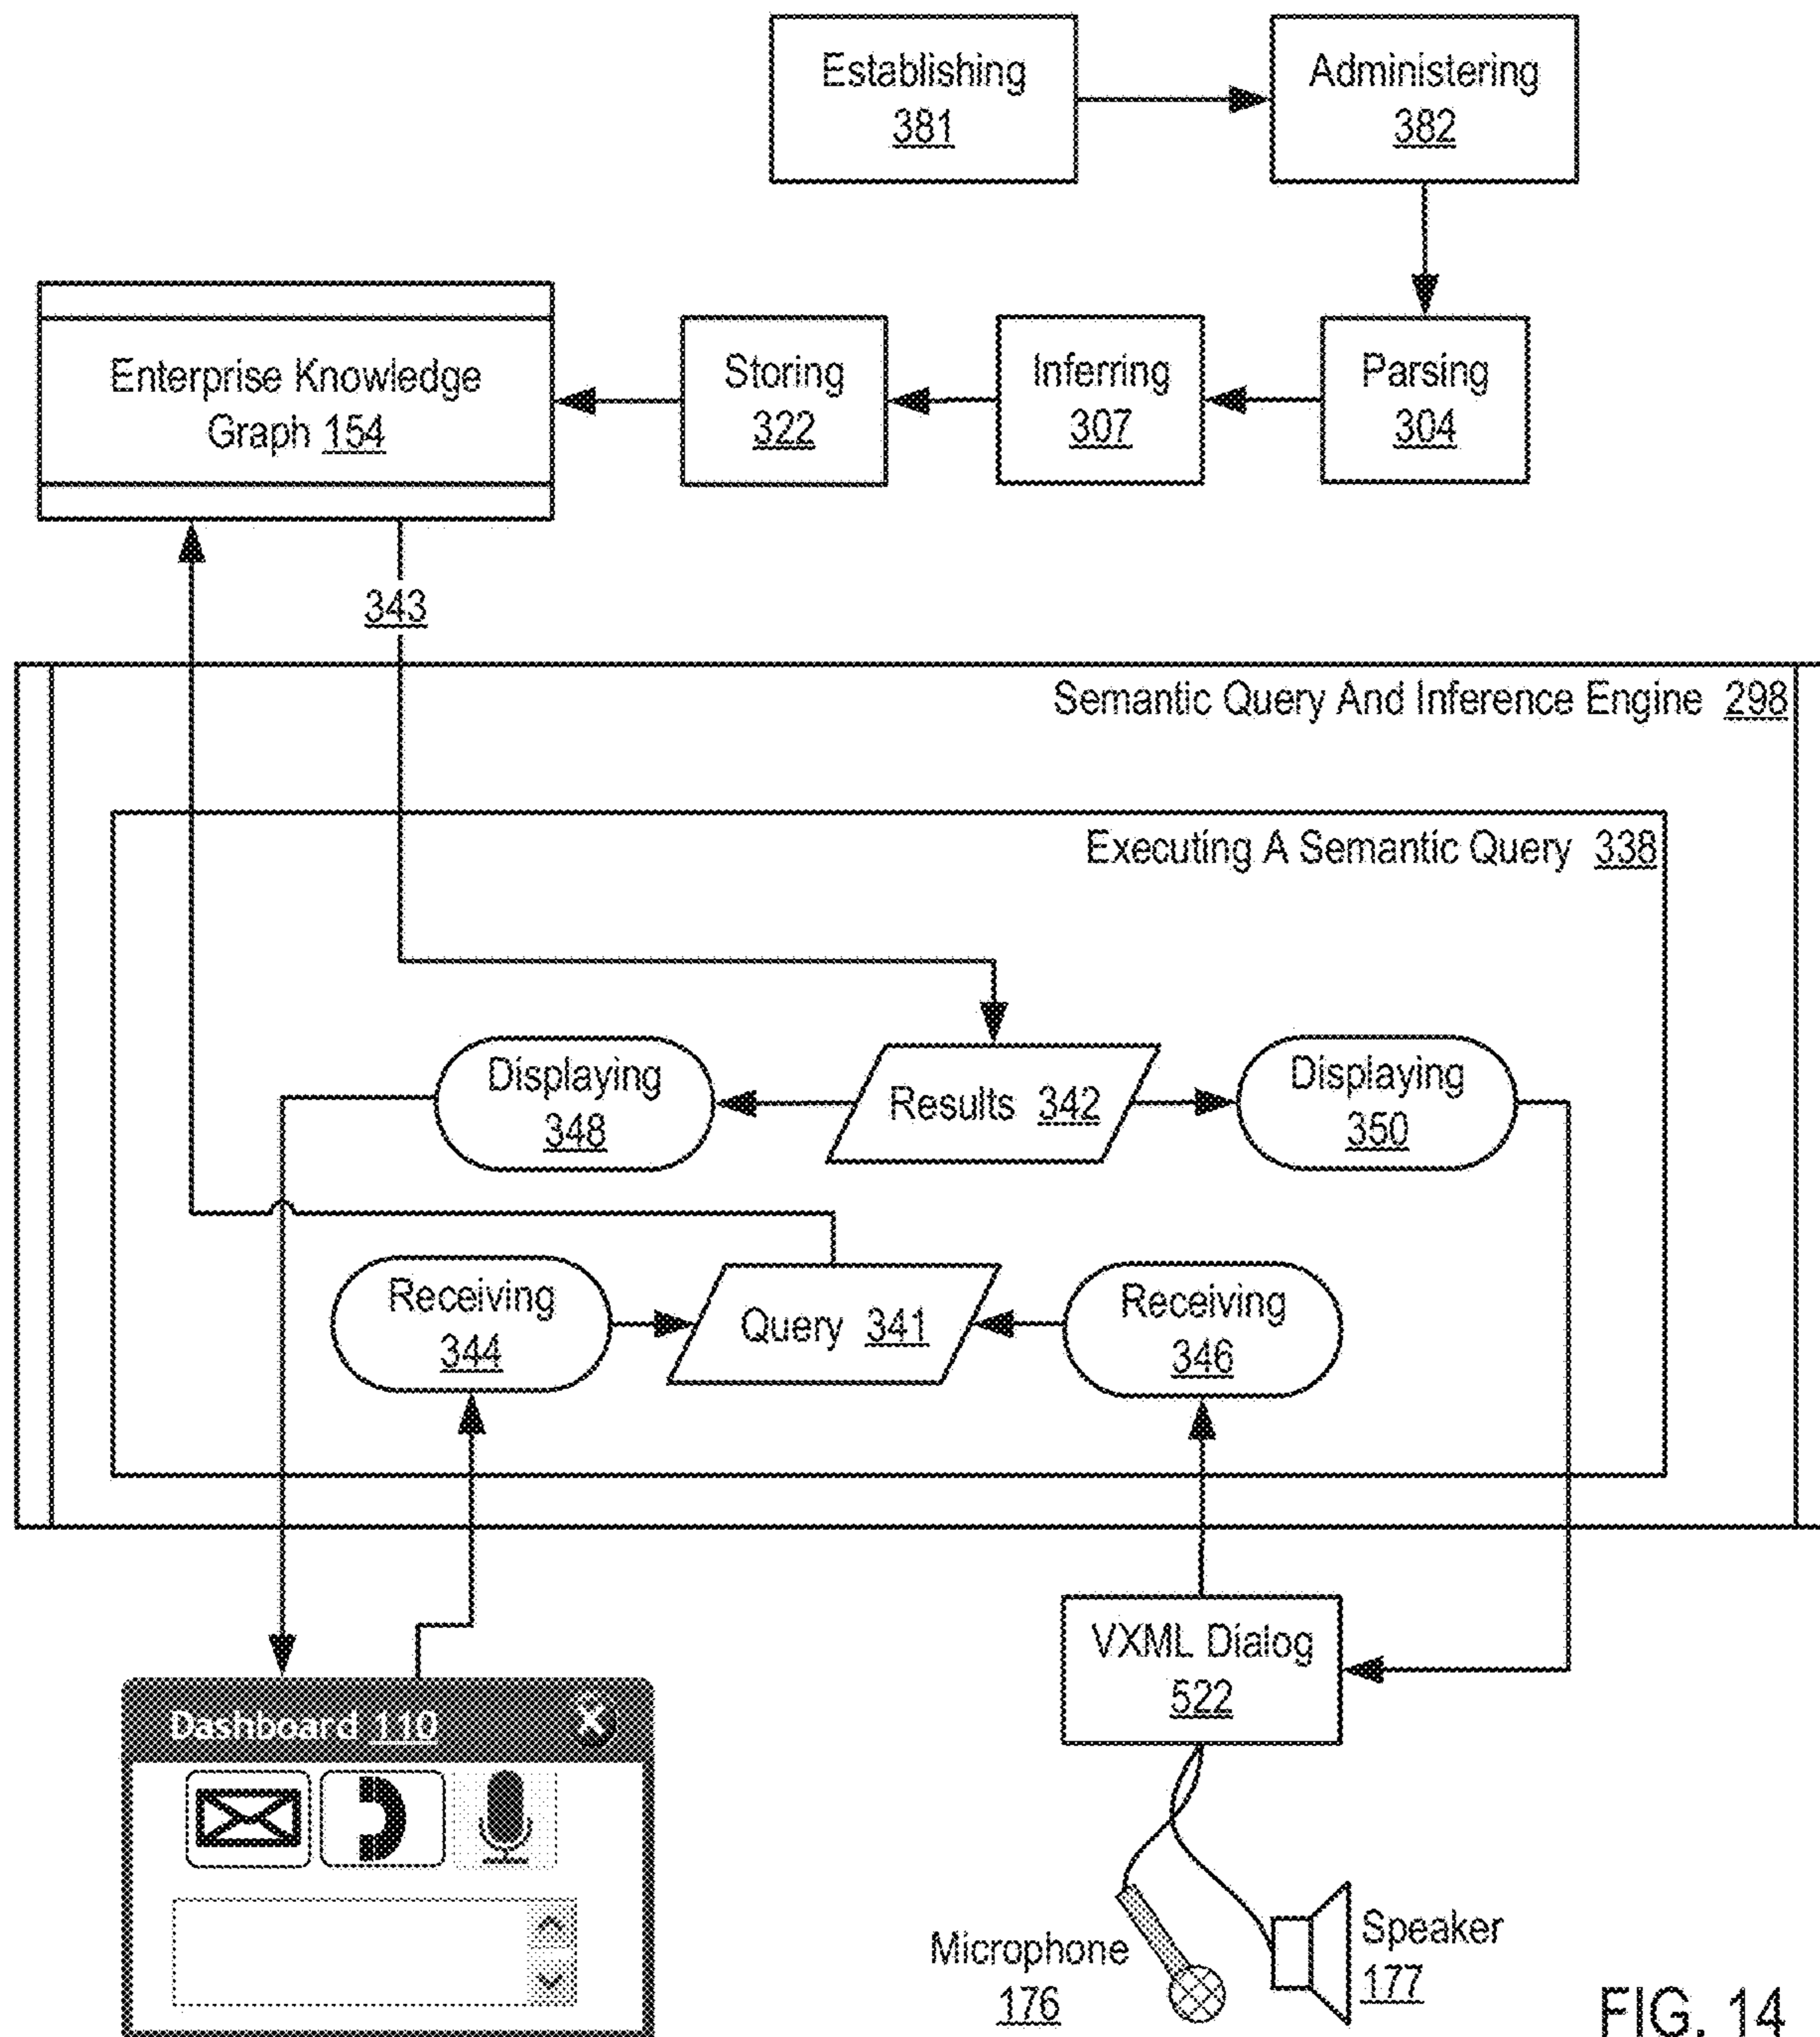 Establishing
381
Administering
382
Enterprise Knowledge
Graph 154
Storing
322
Inferring
307
Parsing
304
343
Semantic Query And Inference Engine 298
Executing A Semantic Query 338
Displaying
348
Results 342
Displaying
350
Receiving
344
Query 341
Receiving
346
VXML Dialog
522
Dashboard 110
X
Microphone
176
Speaker
177
FIG. 14